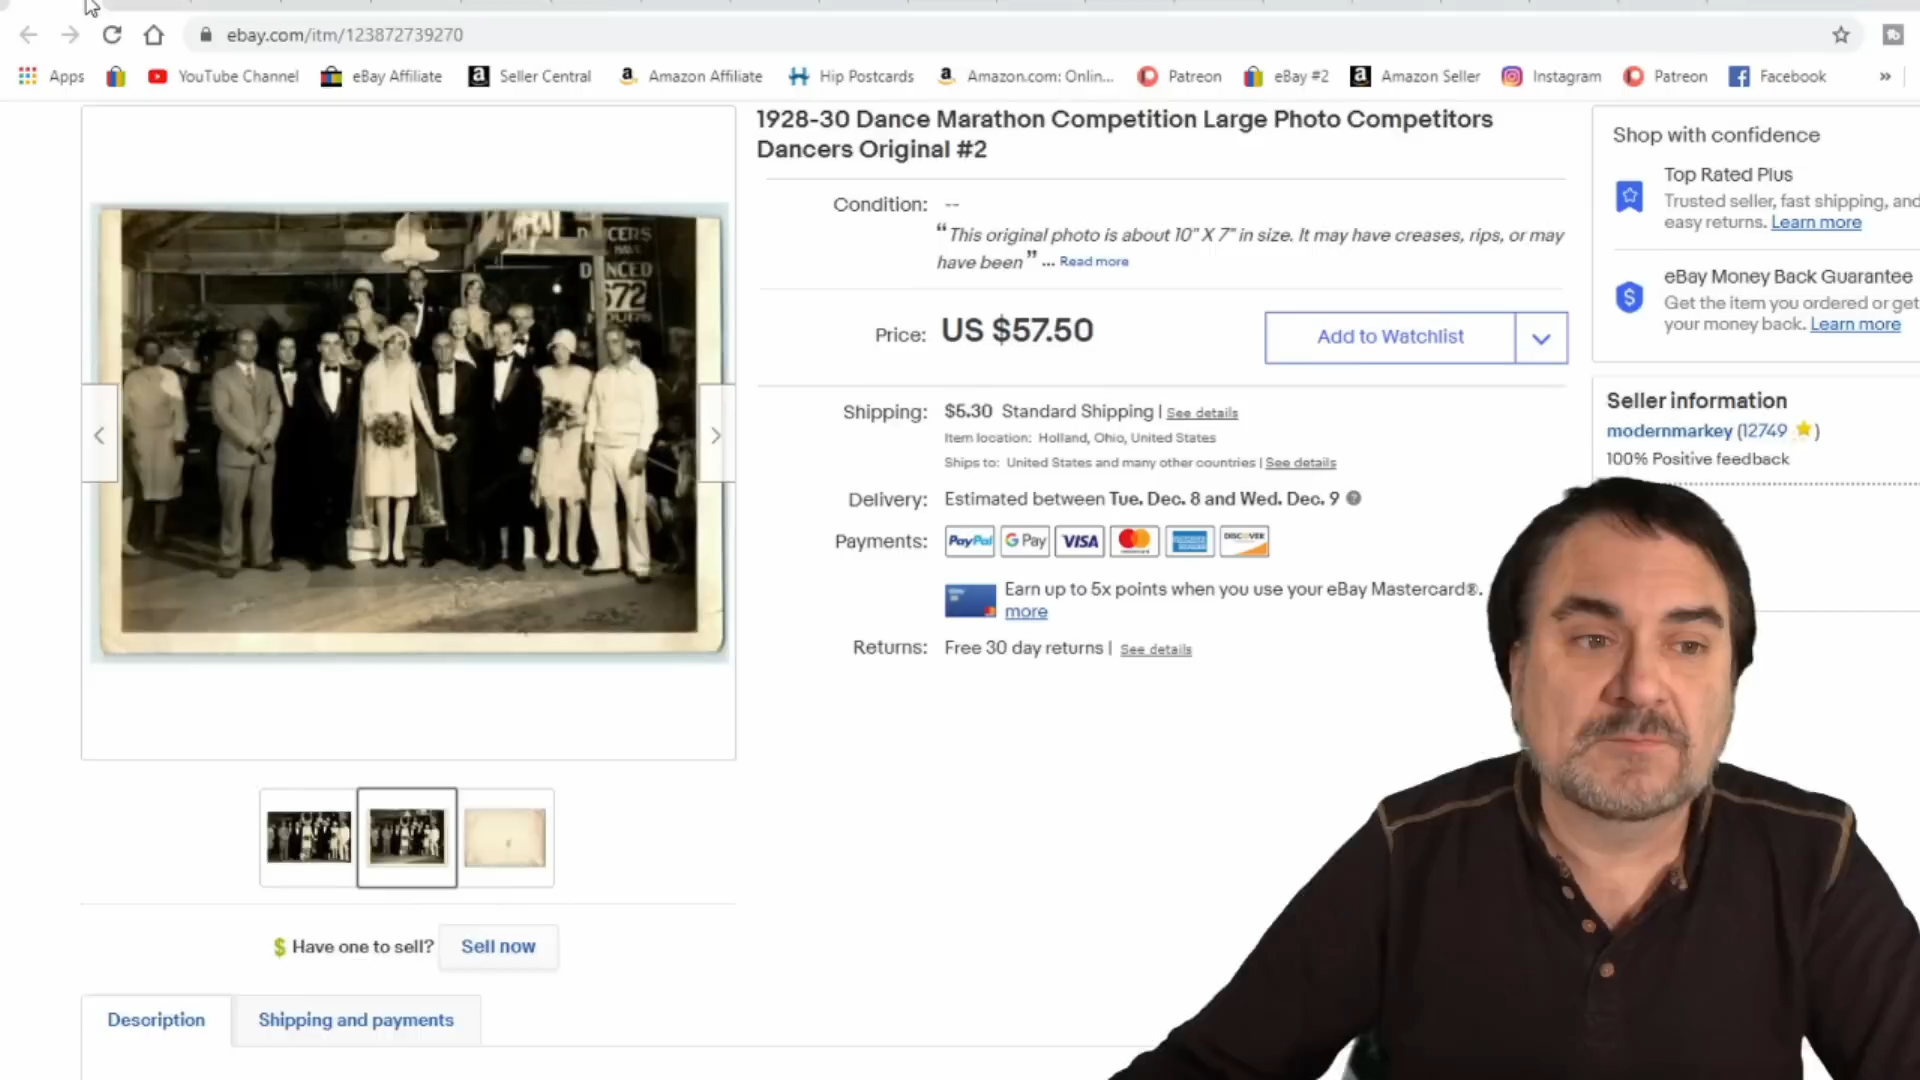 ebay.com/itm/123872739270
Apps YouTube Channel eBay Affiliate Seller Central Amazon Affiliate Hip Postcards Amazon.com: Onlin... Patreon eBay #2 Amazon Seller Instagram Patreon Facebook »
1928-30 Dance Marathon Competition Large Photo Competitors
Dancers Original #2
Condition: --
“This original photo is about 10" X 7" in size. It may have creases, rips, or may
have been” ... Read more
Price: US $57.50
Add to Watchlist
Shipping: $5.30 Standard Shipping | See details
Item location: Holland, Ohio, United States
Ships to: United States and many other countries | See details
Delivery: Estimated between Tue. Dec. 8 and Wed. Dec. 9
Payments: PayPal G Pay VISA DISCOVER
Earn up to 5x points when you use your eBay Mastercard®.
more
Returns: Free 30 day returns | See details
Shop with confidence
Top Rated Plus
Trusted seller, fast shipping, and
easy returns. Learn more
eBay Money Back Guarantee
Get the item you ordered or get
your money back. Learn more
Seller information
modernmarkey (12749)
100% Positive feedback
DANCERS
HAVE
DANCED
672
HOURS
$ Have one to sell? Sell now
Description Shipping and payments